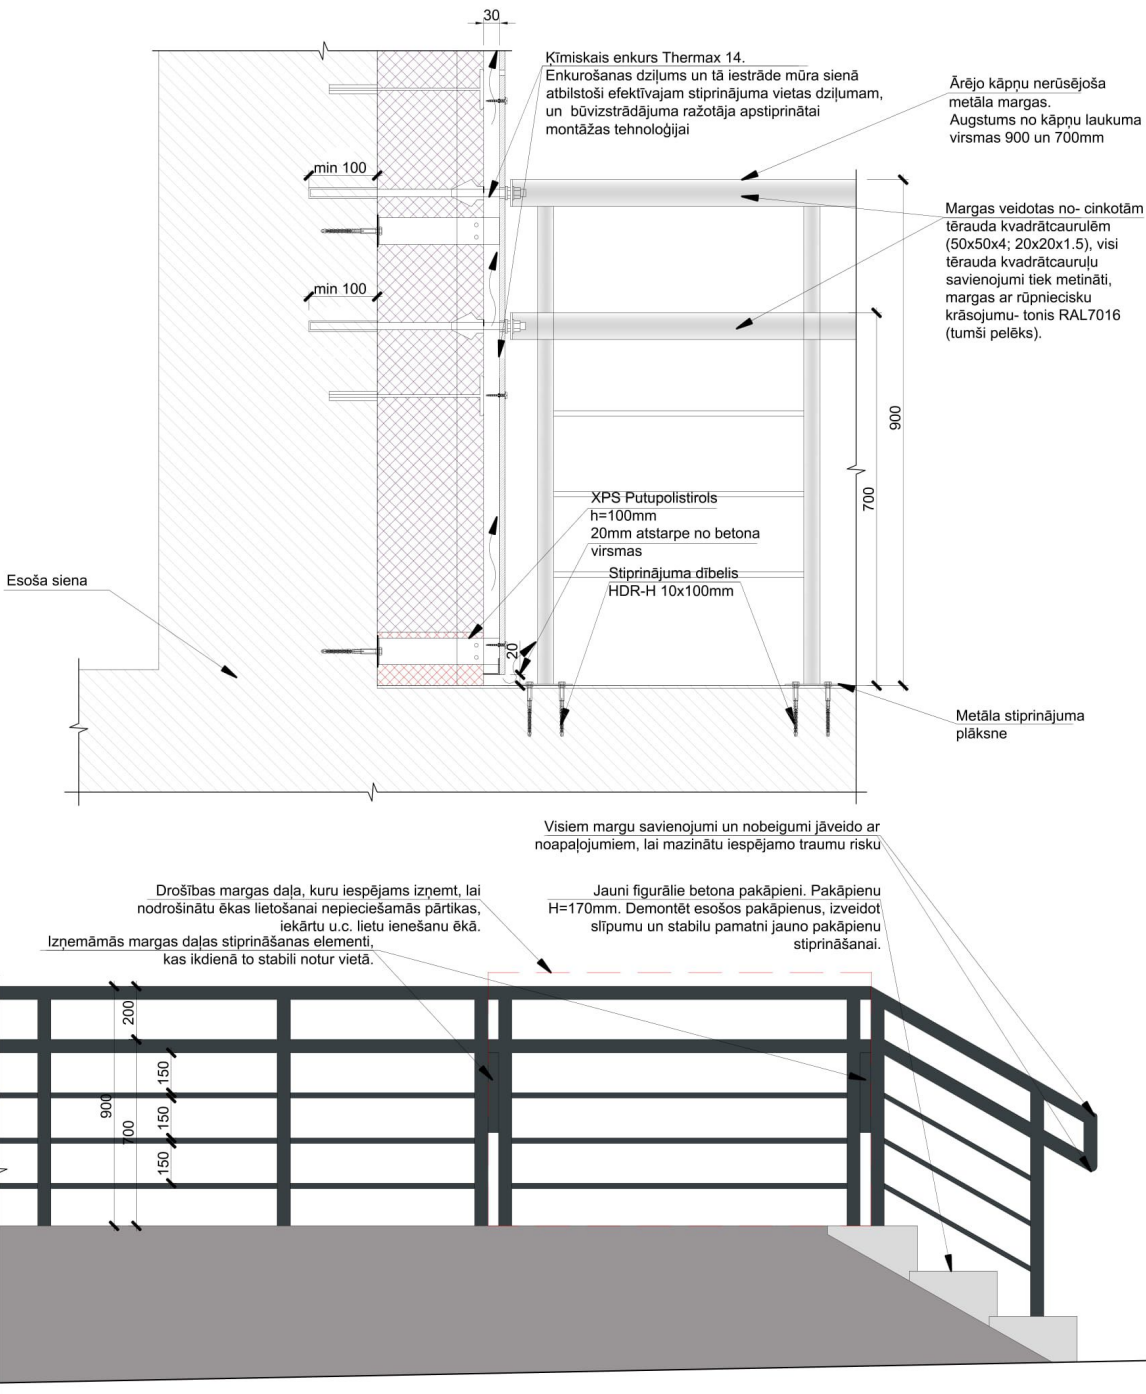 30
Ķīmiskais enkurs Thermax 14.
Enkurošanas dziļums un tā iestrāde mūra sienā
atbilstoši efektīvajam stiprinājuma vietas dziļumam,
un būvizstrādājuma ražotāja apstiprinātai
montāžas tehnoloģijai
Ārējo kāpņu nerūsējoša
metāla margas.
Augstums no kāpņu laukuma
virsmas 900 un 700mm
min 100
Margas veidotas no- cinkotām
tērauda kvadrātcaurulēm
(50x50x4; 20x20x1.5), visi
tērauda kvadrātcauruļu
savienojumi tiek metināti,
margas ar rūpniecisku
krāsojumu- tonis RAL7016
(tumši pelēks).
min 100
900
700
XPS Putupolistirols
h=100mm
20mm atstarpe no betona
virsmas
Stiprinājuma dībelis
HDR-H 10x100mm
Esoša siena
20
Metāla stiprinājuma
plāksne
Visiem margu savienojumi un nobeigumi jāveido ar
noapaļojumiem, lai mazinātu iespējamo traumu risku
Drošības margas daļa, kuru iespējams izņemt, lai
nodrošinātu ēkas lietošanai nepieciešamās pārtikas,
iekārtu u.c. lietu ienešanu ēkā.
Izņemāmās margas daļas stiprināšanas elementi,
kas ikdienā to stabili notur vietā.
Jauni figurālie betona pakāpieni. Pakāpienu
H=170mm. Demontēt esošos pakāpienus, izveidot
slīpumu un stabilu pamatni jauno pakāpienu
stiprināšanai.
200
150
900
700
150
150